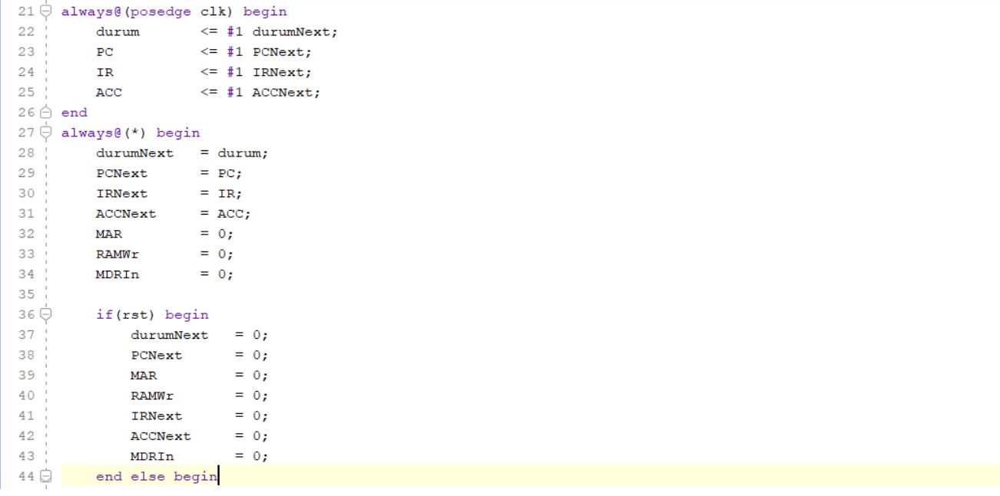 21 always@(posedge clk) begin
22 durum <= #1 durumNext;
23 PC <= #1 PCNext;
24 IR <= #1 IRNext;
25 ACC <= #1 ACCNext;
26 end
27 always@(*) begin
28 durumNext = durum;
29 PCNext = PC;
30 IRNext = IR;
31 ACCNext = ACC;
32 MAR = 0;
33 RAMWr = 0;
34 MDRIn = 0;
35
36 if(rst) begin
37 durumNext = 0;
38 PCNext = 0;
39 MAR = 0;
40 RAMWr = 0;
41 IRNext = 0;
42 ACCNext = 0;
43 MDRIn = 0;
44 end else begin